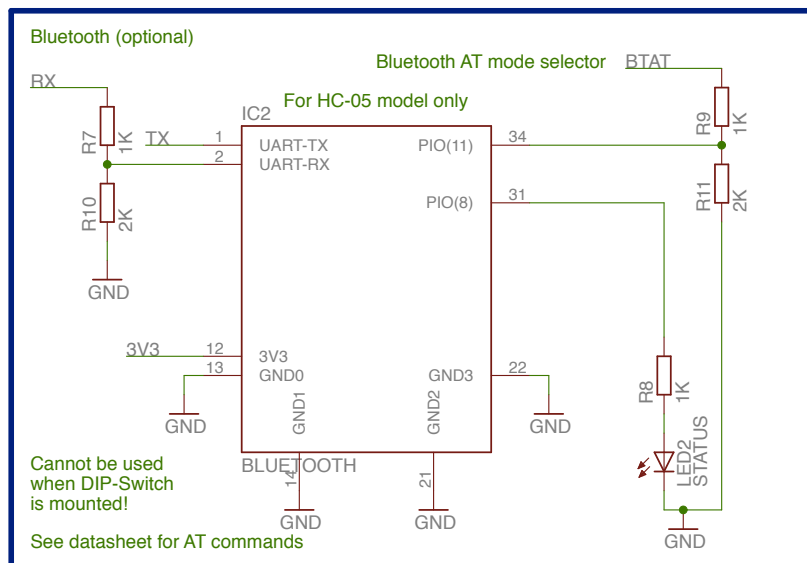 Bluetooth (optional)
Bluetooth AT mode selector
BTAT
RX
For HC-05 model only
IC2
R7
1K
TX
1
2
UART-TX
UART-RX
PIO(11)
34
R9
1K
R10
2K
PIO(8)
31
R11
2K
GND
3V3
12
13
3V3
GND0
GND1
GND2
GND3
22
R8
1K
GND
GND
LED2
STATUS
Cannot be used
when DIP-Switch
is mounted!
BLUETOOTH
14
21
GND
GND
GND
See datasheet for AT commands